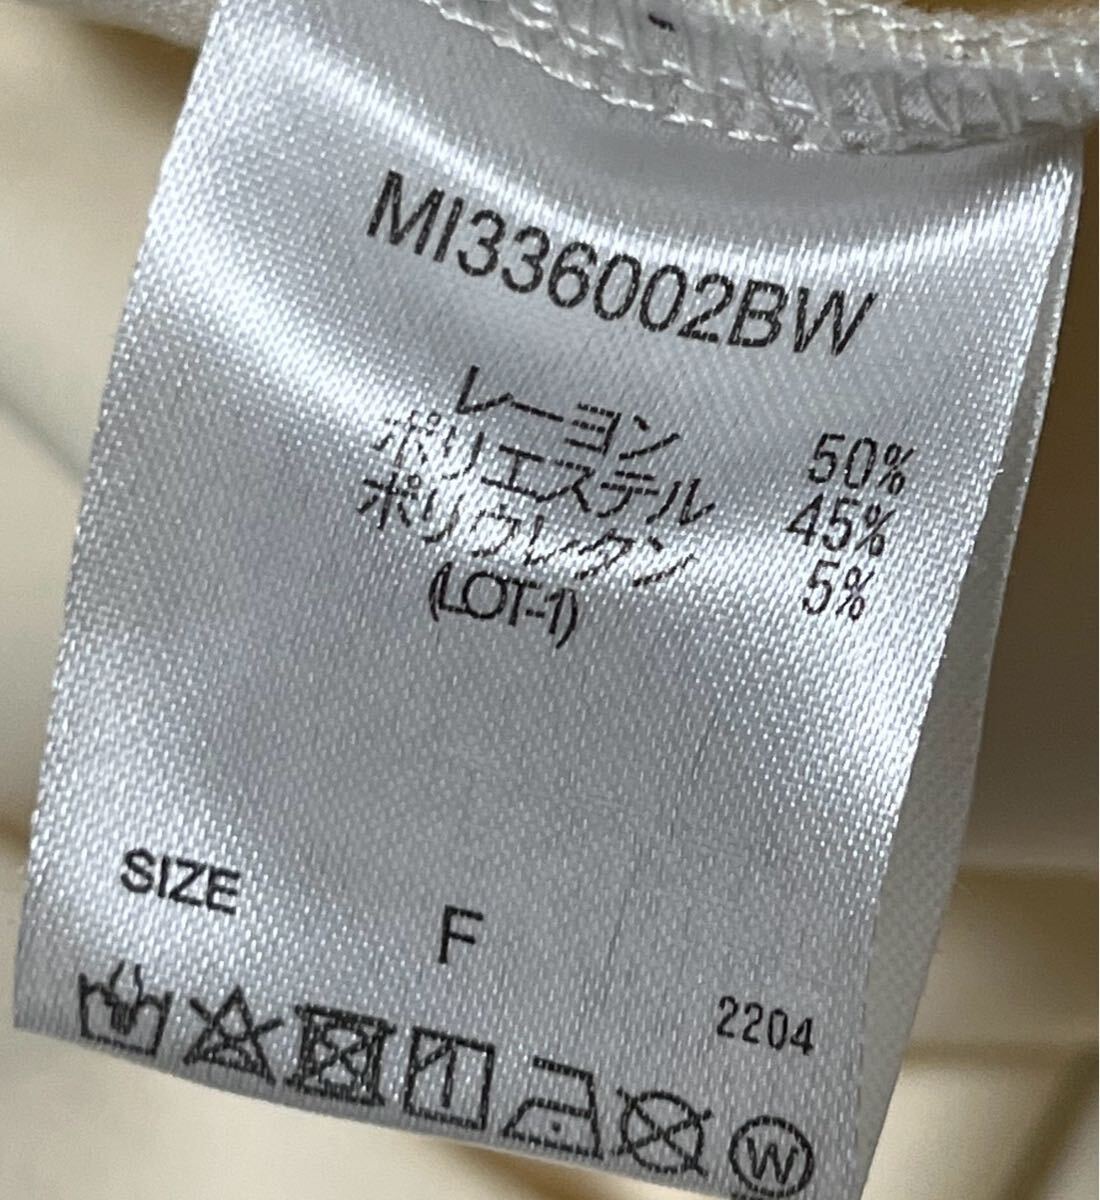 MI336002BW
レーヨン 50%
ポリエステル 45%
ポリウレタン 5%
(LOT-1)
SIZE F
2204
W